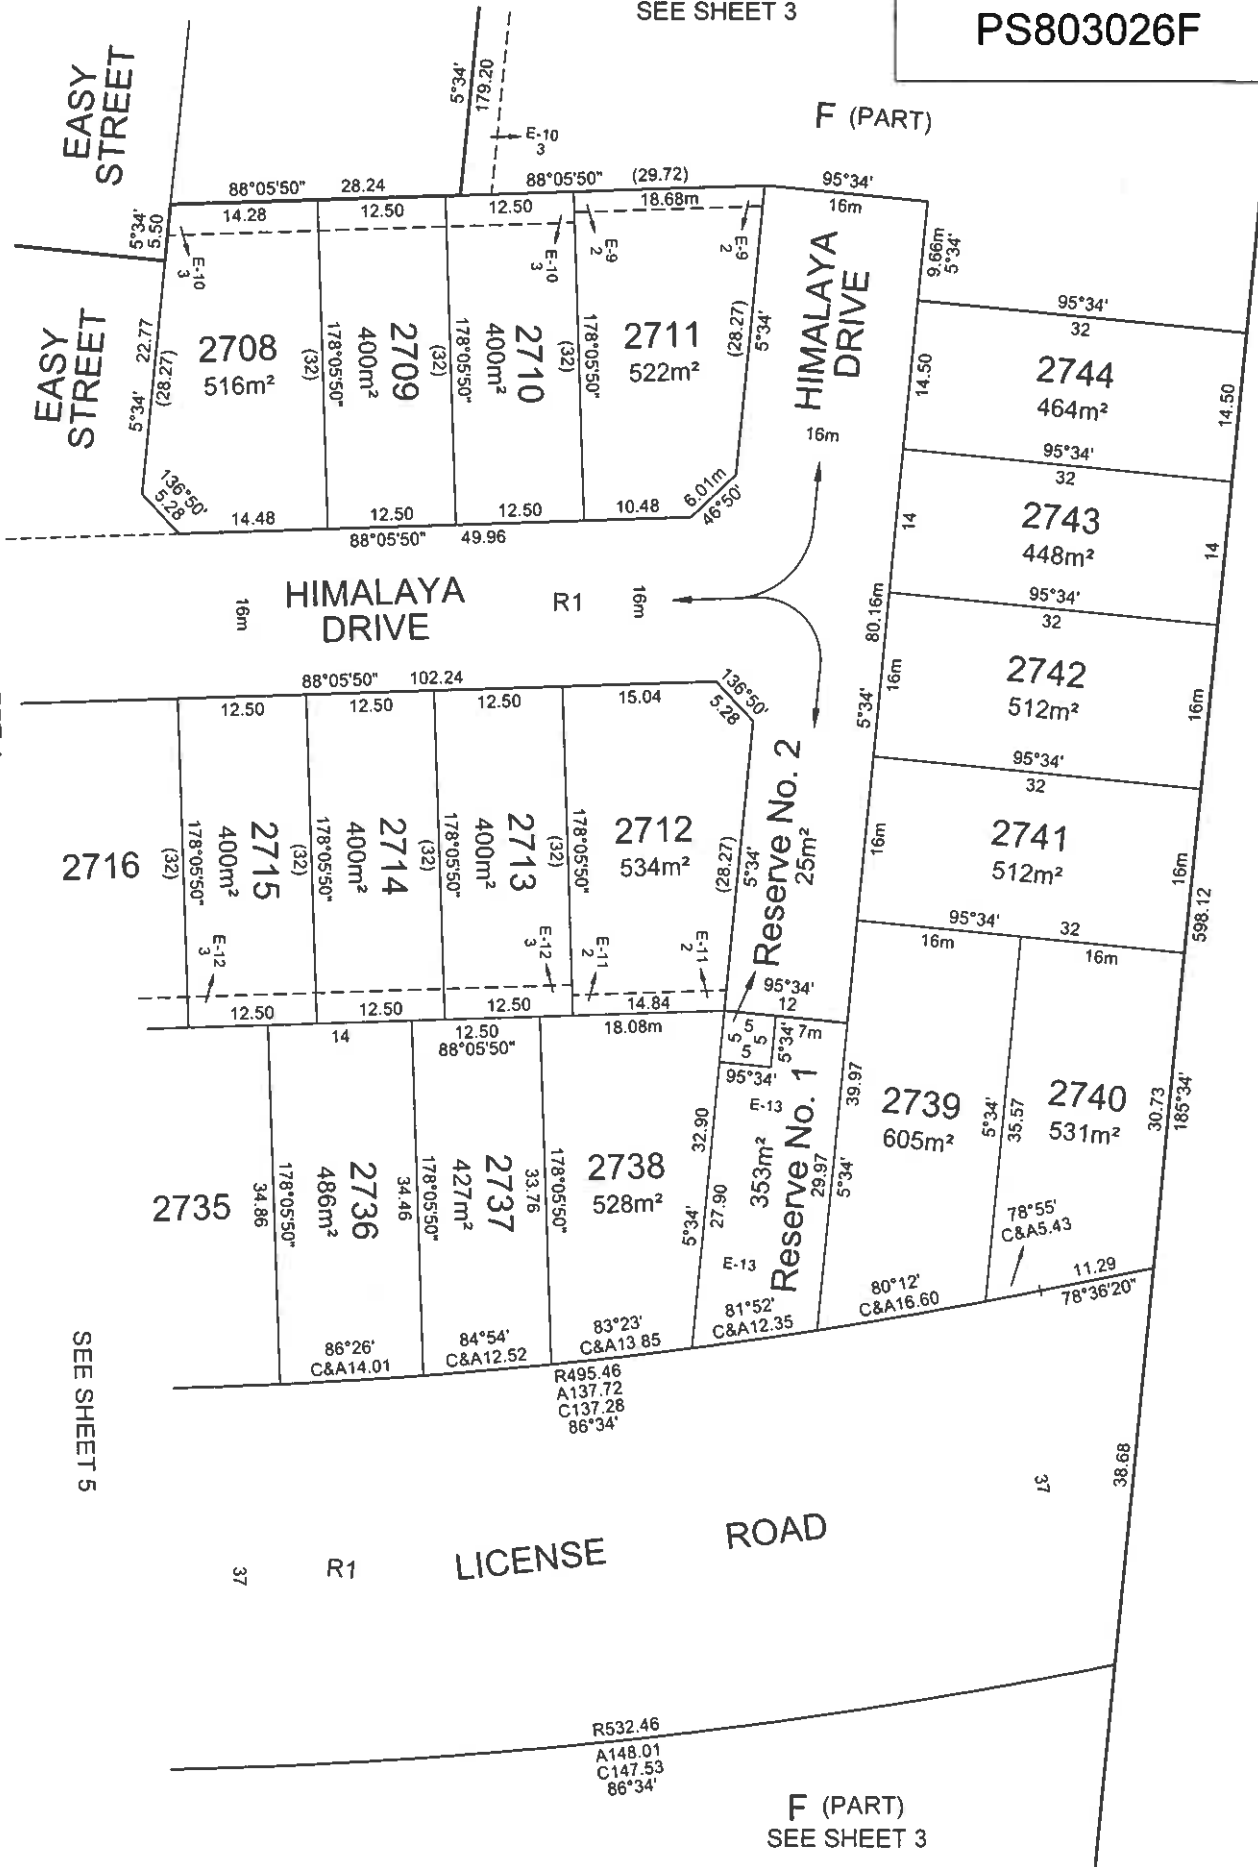 SEE SHEET 3
PS803026F
EASY
STREET
5°34'
179.20
E-10
3
F (PART)
88°05'50" 28.24
88°05'50" (29.72)
95°34'
16m
14.28
12.50
12.50
18.68m
5°34'
5.50
E-10
3
E-10
3
E-9
2
E-9
2
9.66m
5°34'
HIMALAYA
DRIVE
16m
EASY
STREET
5°34' 22.77
(28.27)
2708
516m²
(32)
178°05'50"
2709
400m²
(32)
178°05'50"
2710
400m²
(32)
178°05'50"
2711
522m²
(28.27)
5°34'
95°34'
32
14.50
2744
464m²
14.50
95°34'
32
136°50'
5.28
14.48
12.50
12.50
10.48
6.01m
46°50'
88°05'50" 49.96
14
2743
448m²
14
95°34'
32
16m
HIMALAYA
DRIVE
R1
16m
80.16m
5°34'
16m
2742
512m²
16m
88°05'50" 102.24
12.50
12.50
12.50
15.04
136°50'
5.28
95°34'
32
2716
(32)
178°05'50"
2715
400m²
(32)
178°05'50"
2714
400m²
(32)
178°05'50"
2713
400m²
(32)
178°05'50"
2712
534m²
(28.27)
5°34'
Reserve No. 2
25m²
16m
2741
512m²
16m
598.12
95°34'
32
16m
16m
E-12
3
E-12
3
E-11
2
E-11
2
12.50
12.50
12.50
14.84
95°34'
12
14
12.50
88°05'50"
18.08m
5
5
5
5
5°34'
7m
95°34'
E-13
2735
34.86
178°05'50"
2736
486m²
34.46
178°05'50"
2737
427m²
33.76
178°05'50"
2738
528m²
32.90
5°34'
27.90
353m²
Reserve No. 1
E-13
39.97
29.97
5°34'
2739
605m²
5°34'
35.57
2740
531m²
30.73
185°34'
78°55'
C&A5.43
11.29
78°36'20"
80°12'
C&A16.60
81°52'
C&A12.35
83°23'
C&A13.85
84°54'
C&A12.52
86°26'
C&A14.01
R495.46
A137.72
C137.28
86°34'
SEE SHEET 5
38.68
37
37
R1
LICENSE ROAD
R532.46
A148.01
C147.53
86°34'
F (PART)
SEE SHEET 3